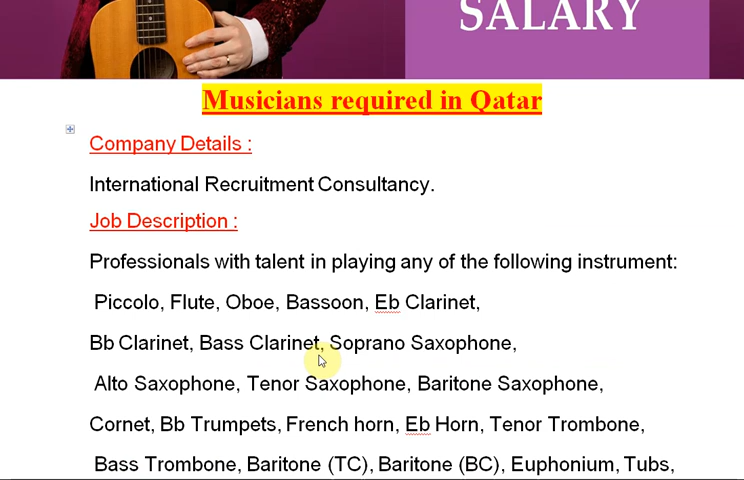 SALARY
Musicians required in Qatar
Company Details :
International Recruitment Consultancy.
Job Description :
Professionals with talent in playing any of the following instrument:
Piccolo, Flute, Oboe, Bassoon, Eb Clarinet,
Bb Clarinet, Bass Clarinet, Soprano Saxophone,
Alto Saxophone, Tenor Saxophone, Baritone Saxophone,
Cornet, Bb Trumpets, French horn, Eb Horn, Tenor Trombone,
Bass Trombone, Baritone (TC), Baritone (BC), Euphonium, Tubs,